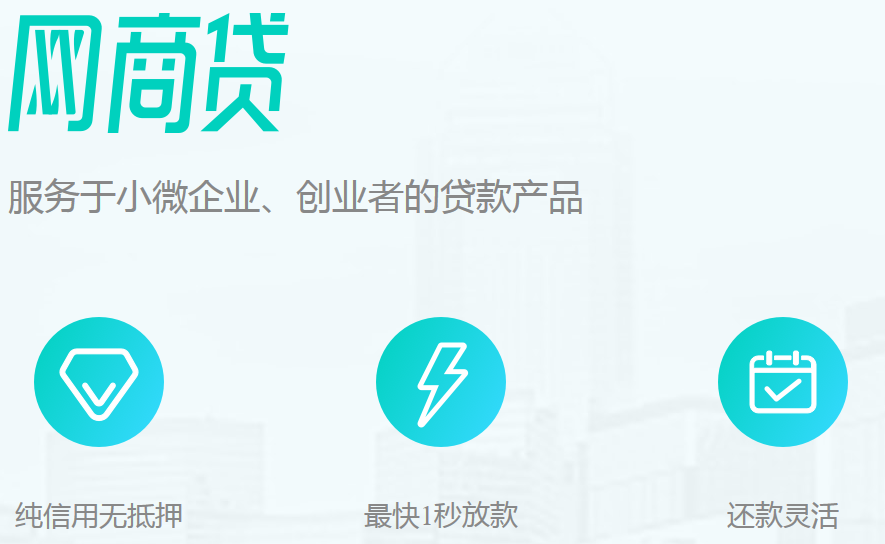 网商贷
服务于小微企业、创业者的贷款产品
纯信用无抵押
最快1秒放款
还款灵活